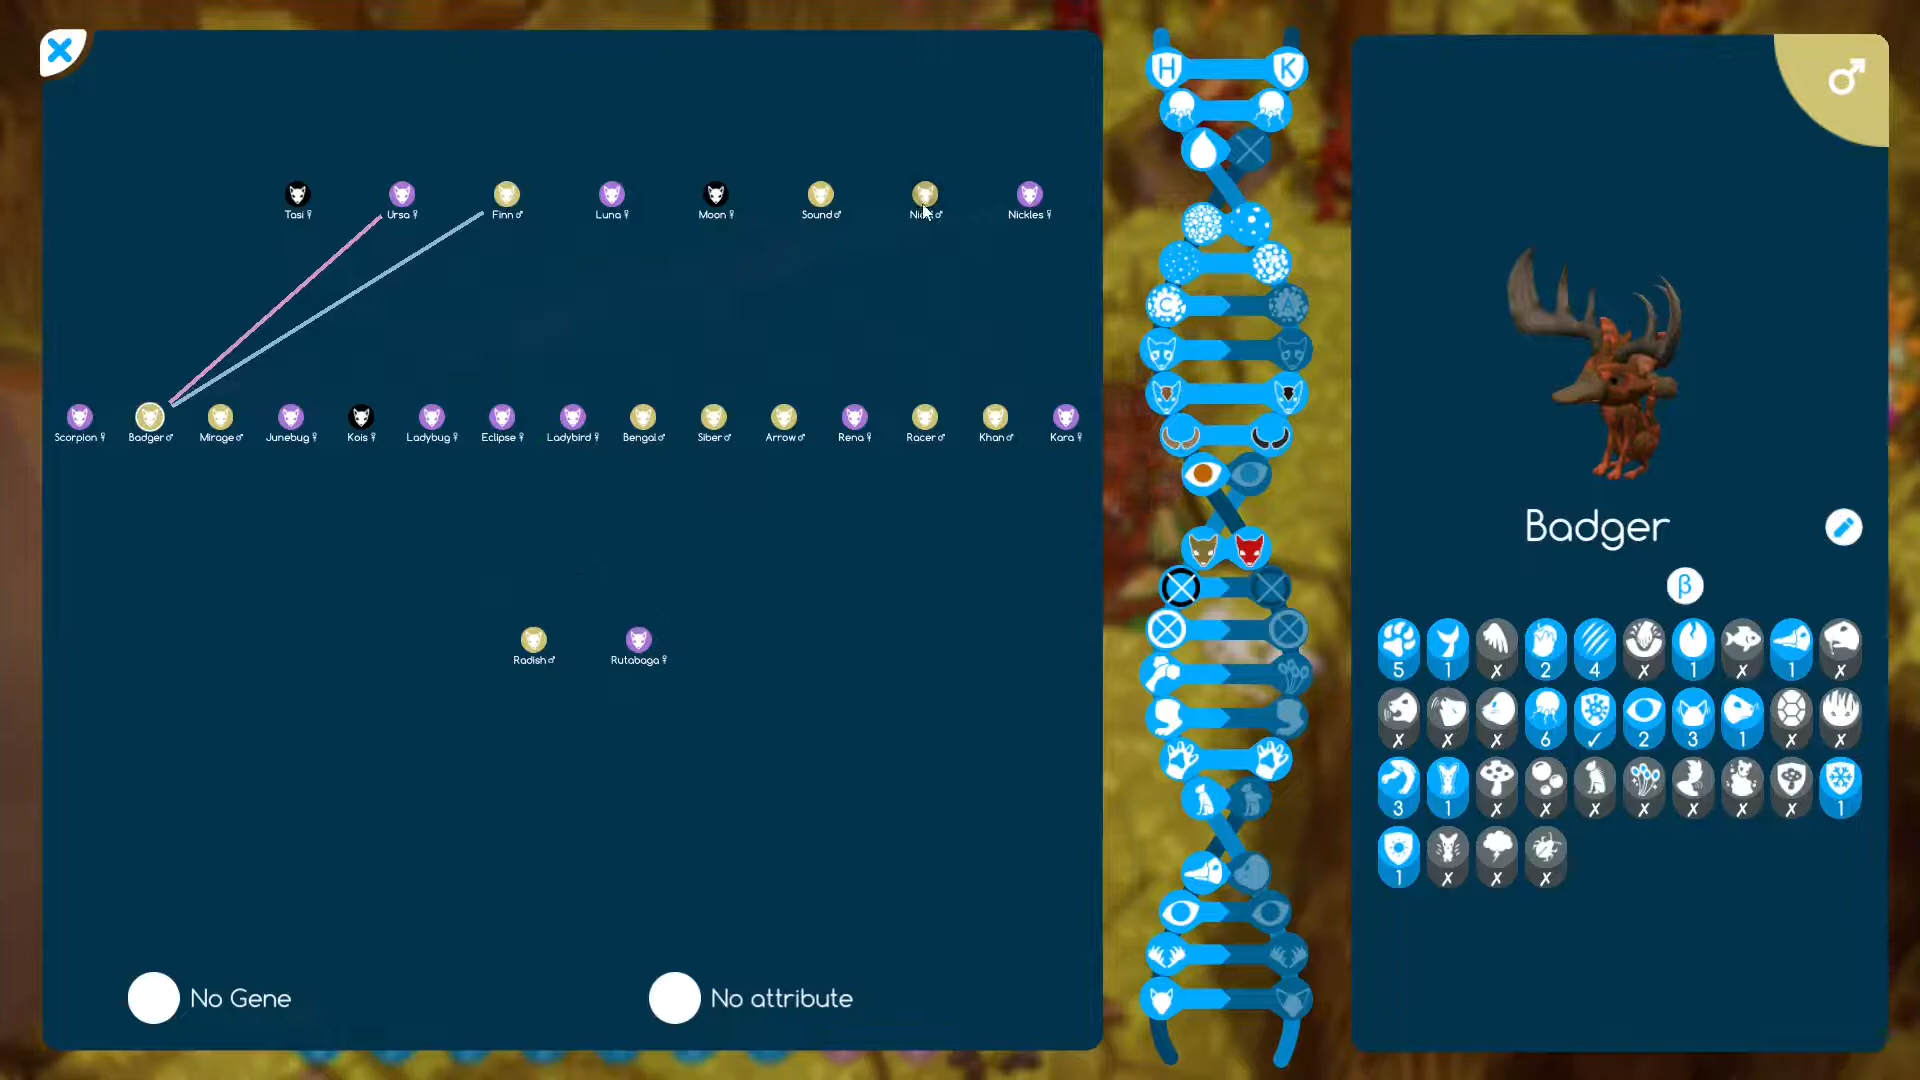 H K
Tasi ♀ Ursa ♀ Finn ♂ Luna ♀ Moon ♀ Sound ♂ ♂ Nickles ♀
C A
Scorpion ♀ Badger ♂ Mirage ♂ Junebug ♀ Kois ♀ Ladybug ♀ Eclipse ♀ Ladybird ♀ Bengal ♂ Siber ♂ Arrow ♂ Rena ♀ Racer ♂ Khan ♂ Kara ♀
Badger
β
Radish ♂ Rutabaga ♀
5 1 ✗ 2 4 ✗ 1 ✗ 1 ✗
✗ ✗ ✗ 6 ✓ 2 3 1 ✗ ✗
3 1 ✗ ✗ ✗ ✗ ✗ ✗ ✗ 1
1 ✗ ✗ ✗
No Gene No attribute